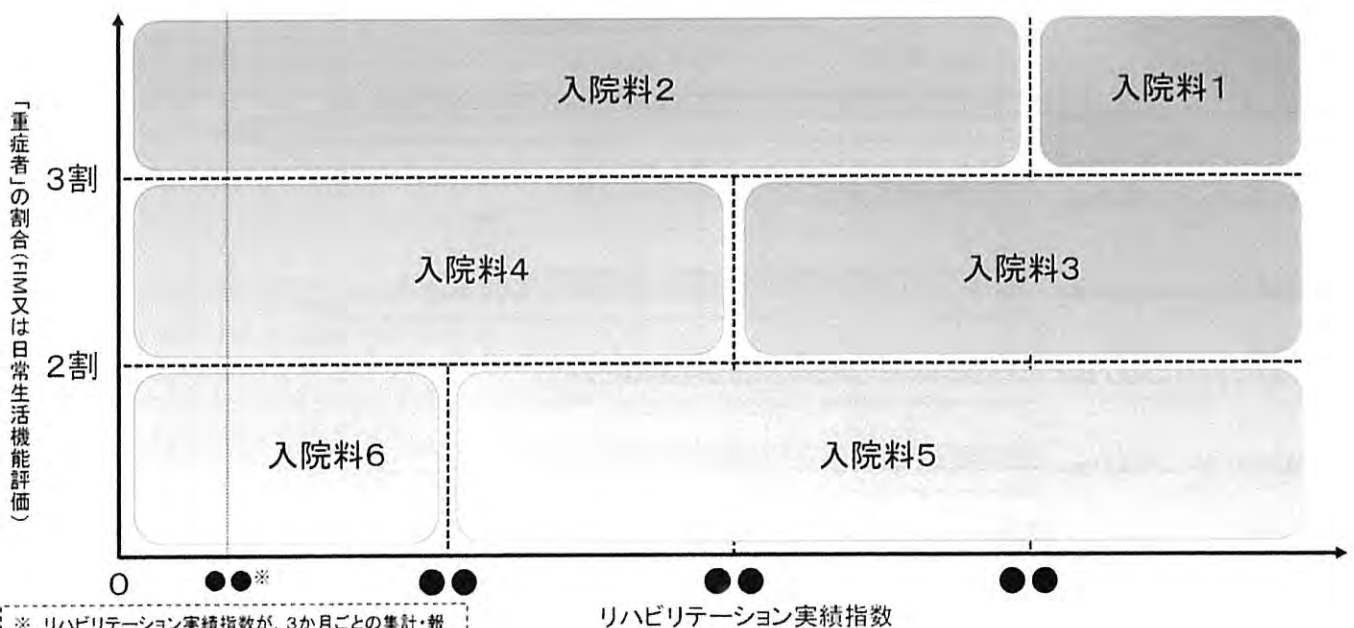 「重症者」の割合(FIM又は日常生活機能評価)
入院料2
入院料1
3割
入院料4
入院料3
2割
入院料6
入院料5
0
●●※
●●
●●
●●
リハビリテーション実績指数
※ リハビリテーション実績指数が、3か月ごとの集計・報